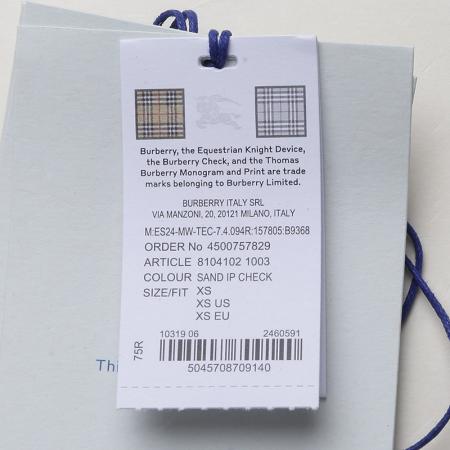 Burberry, the Equestrian Knight Device,
the Burberry Check, and the Thomas
Burberry Monogram and Print are trade
marks belonging to Burberry Limited.
BURBERRY ITALY SRL
VIA MANZONI, 20, 20121 MILANO, ITALY
M:ES24-MW-TEC-7.4.094R:157805:B9368
ORDER No 4500757829
ARTICLE 8104102 1003
COLOUR SAND IP CHECK
SIZE/FIT XS
XS US
XS EU
10319 06 2460591
75R
5045708709140
Thi